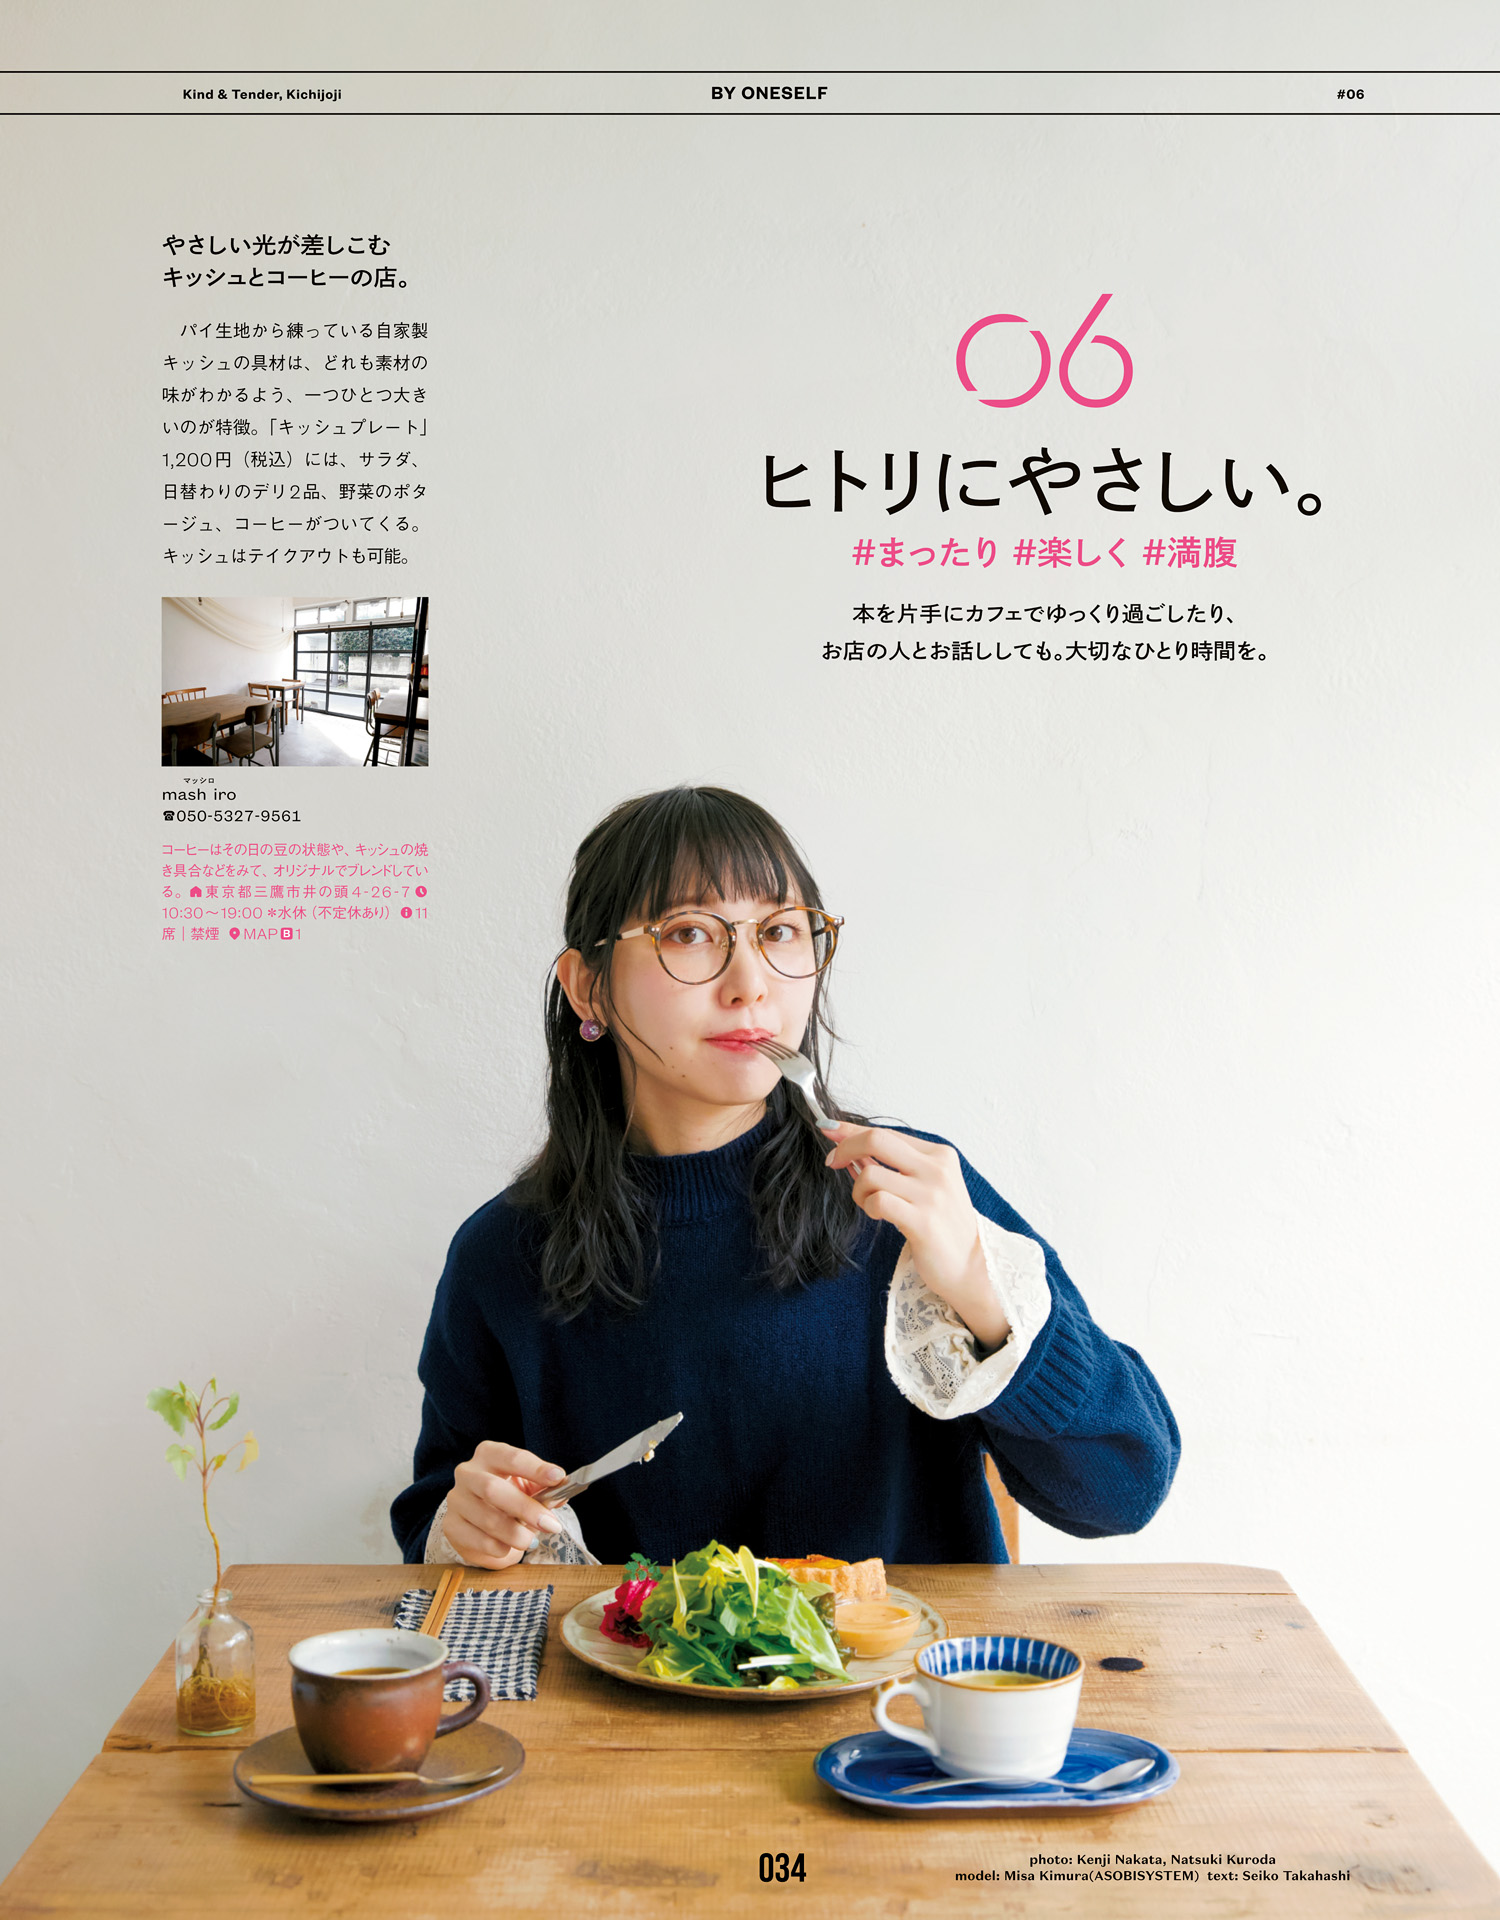 Kind & Tender, Kichijoji
BY ONESELF
#06
やさしい光が差しこむ
キッシュとコーヒーの店。
　パイ生地から練っている自家製
キッシュの具材は、どれも素材の
味がわかるよう、一つひとつ大き
いのが特徴。「キッシュプレート」
1,200円（税込）には、サラダ、
日替わりのデリ2品、野菜のポタ
ージュ、コーヒーがついてくる。
キッシュはテイクアウトも可能。
マッシロ
mash iro
☎050-5327-9561
コーヒーはその日の豆の状態や、キッシュの焼
き具合などをみて、オリジナルでブレンドしてい
る。東京都三鷹市井の頭4-26-7
10:30〜19:00 *水休（不定休あり） 11
席｜禁煙 MAP B 1
06
ヒトリにやさしい。
#まったり #楽しく #満腹
本を片手にカフェでゆっくり過ごしたり、
お店の人とお話ししても。大切なひとり時間を。
034
photo: Kenji Nakata, Natsuki Kuroda
model: Misa Kimura(ASOBISYSTEM) text: Seiko Takahashi